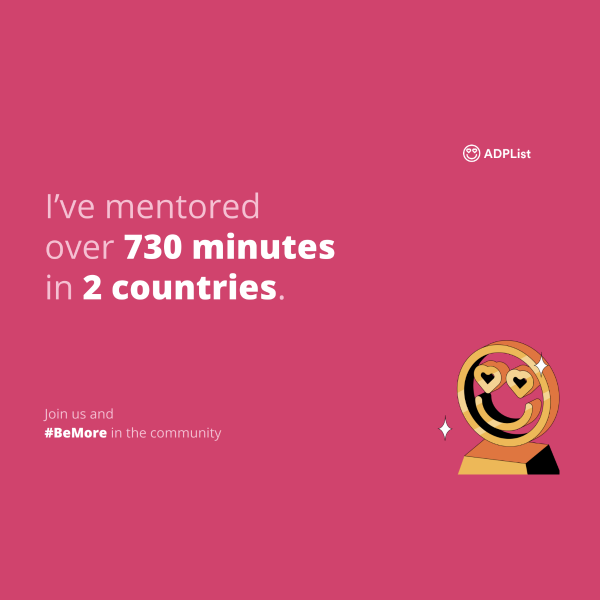 ADPList
I’ve mentored
over 730 minutes
in 2 countries.
Join us and
#BeMore in the community